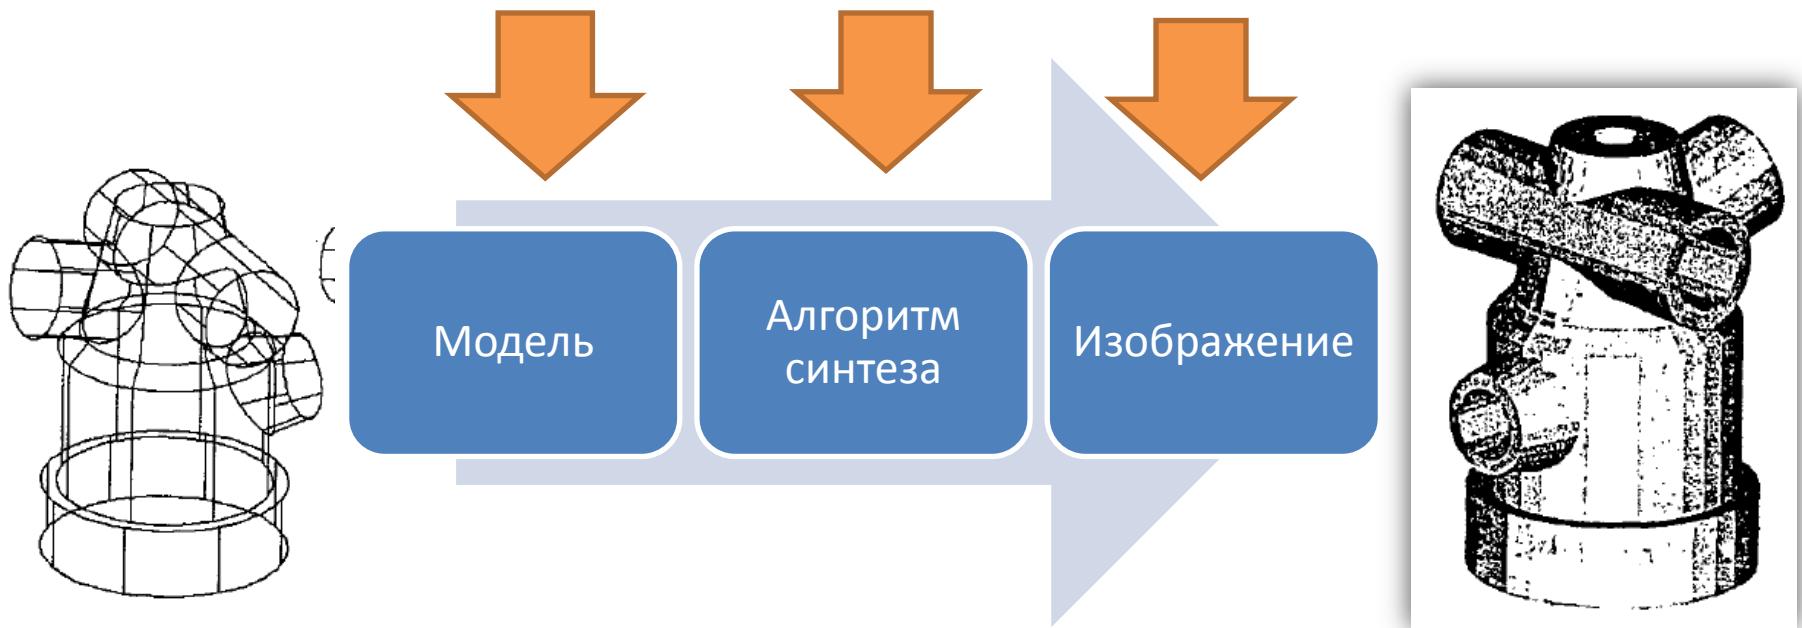 Модель
Алгоритм
синтеза
Изображение